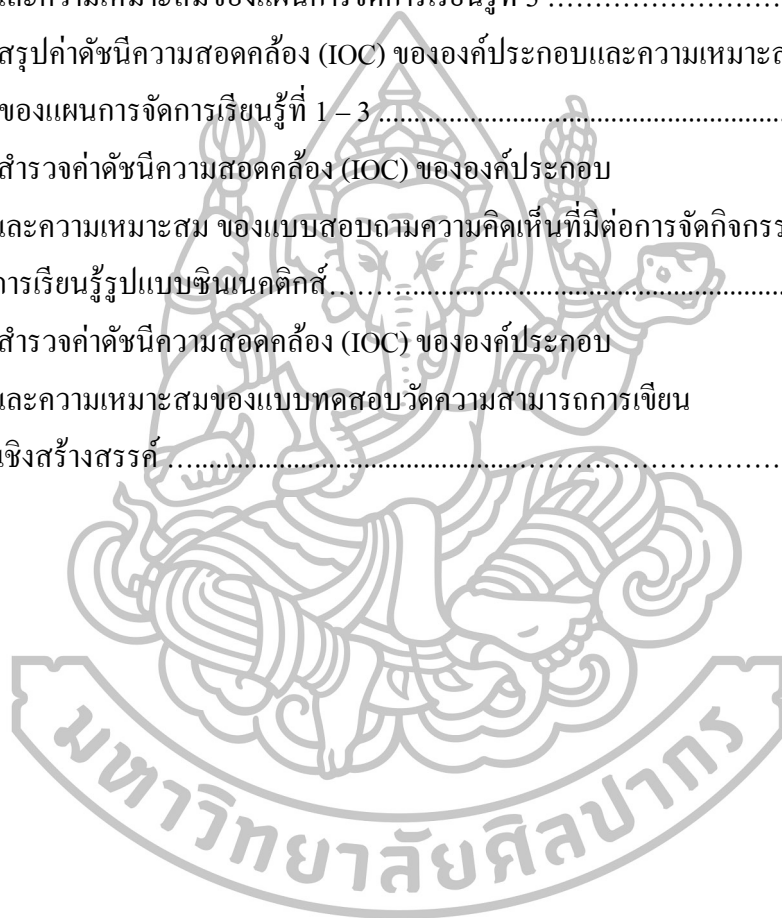 และความเหมาะสมของแผนการจัดการเรียนรู้ที่ 3 ……………………
สรุปค่าดัชนีความสอดคล้อง (IOC) ขององค์ประกอบและความเหมาะส
ของแผนการจัดการเรียนรู้ที่ 1 – 3 ......................................................................
สำรวจค่าดัชนีความสอดคล้อง (IOC) ขององค์ประกอบ
และความเหมาะสม ของแบบสอบถามความคิดเห็นที่มีต่อการจัดกิจกรร
การเรียนรู้รูปแบบซินเนคติกส์…….....................................................................
สำรวจค่าดัชนีความสอดคล้อง (IOC) ขององค์ประกอบ
และความเหมาะสมของแบบทดสอบวัดความสามารถการเขียน
เชิงสร้างสรรค์ ….......................................................……………………
มหาวิทยาลัยศิลปากร